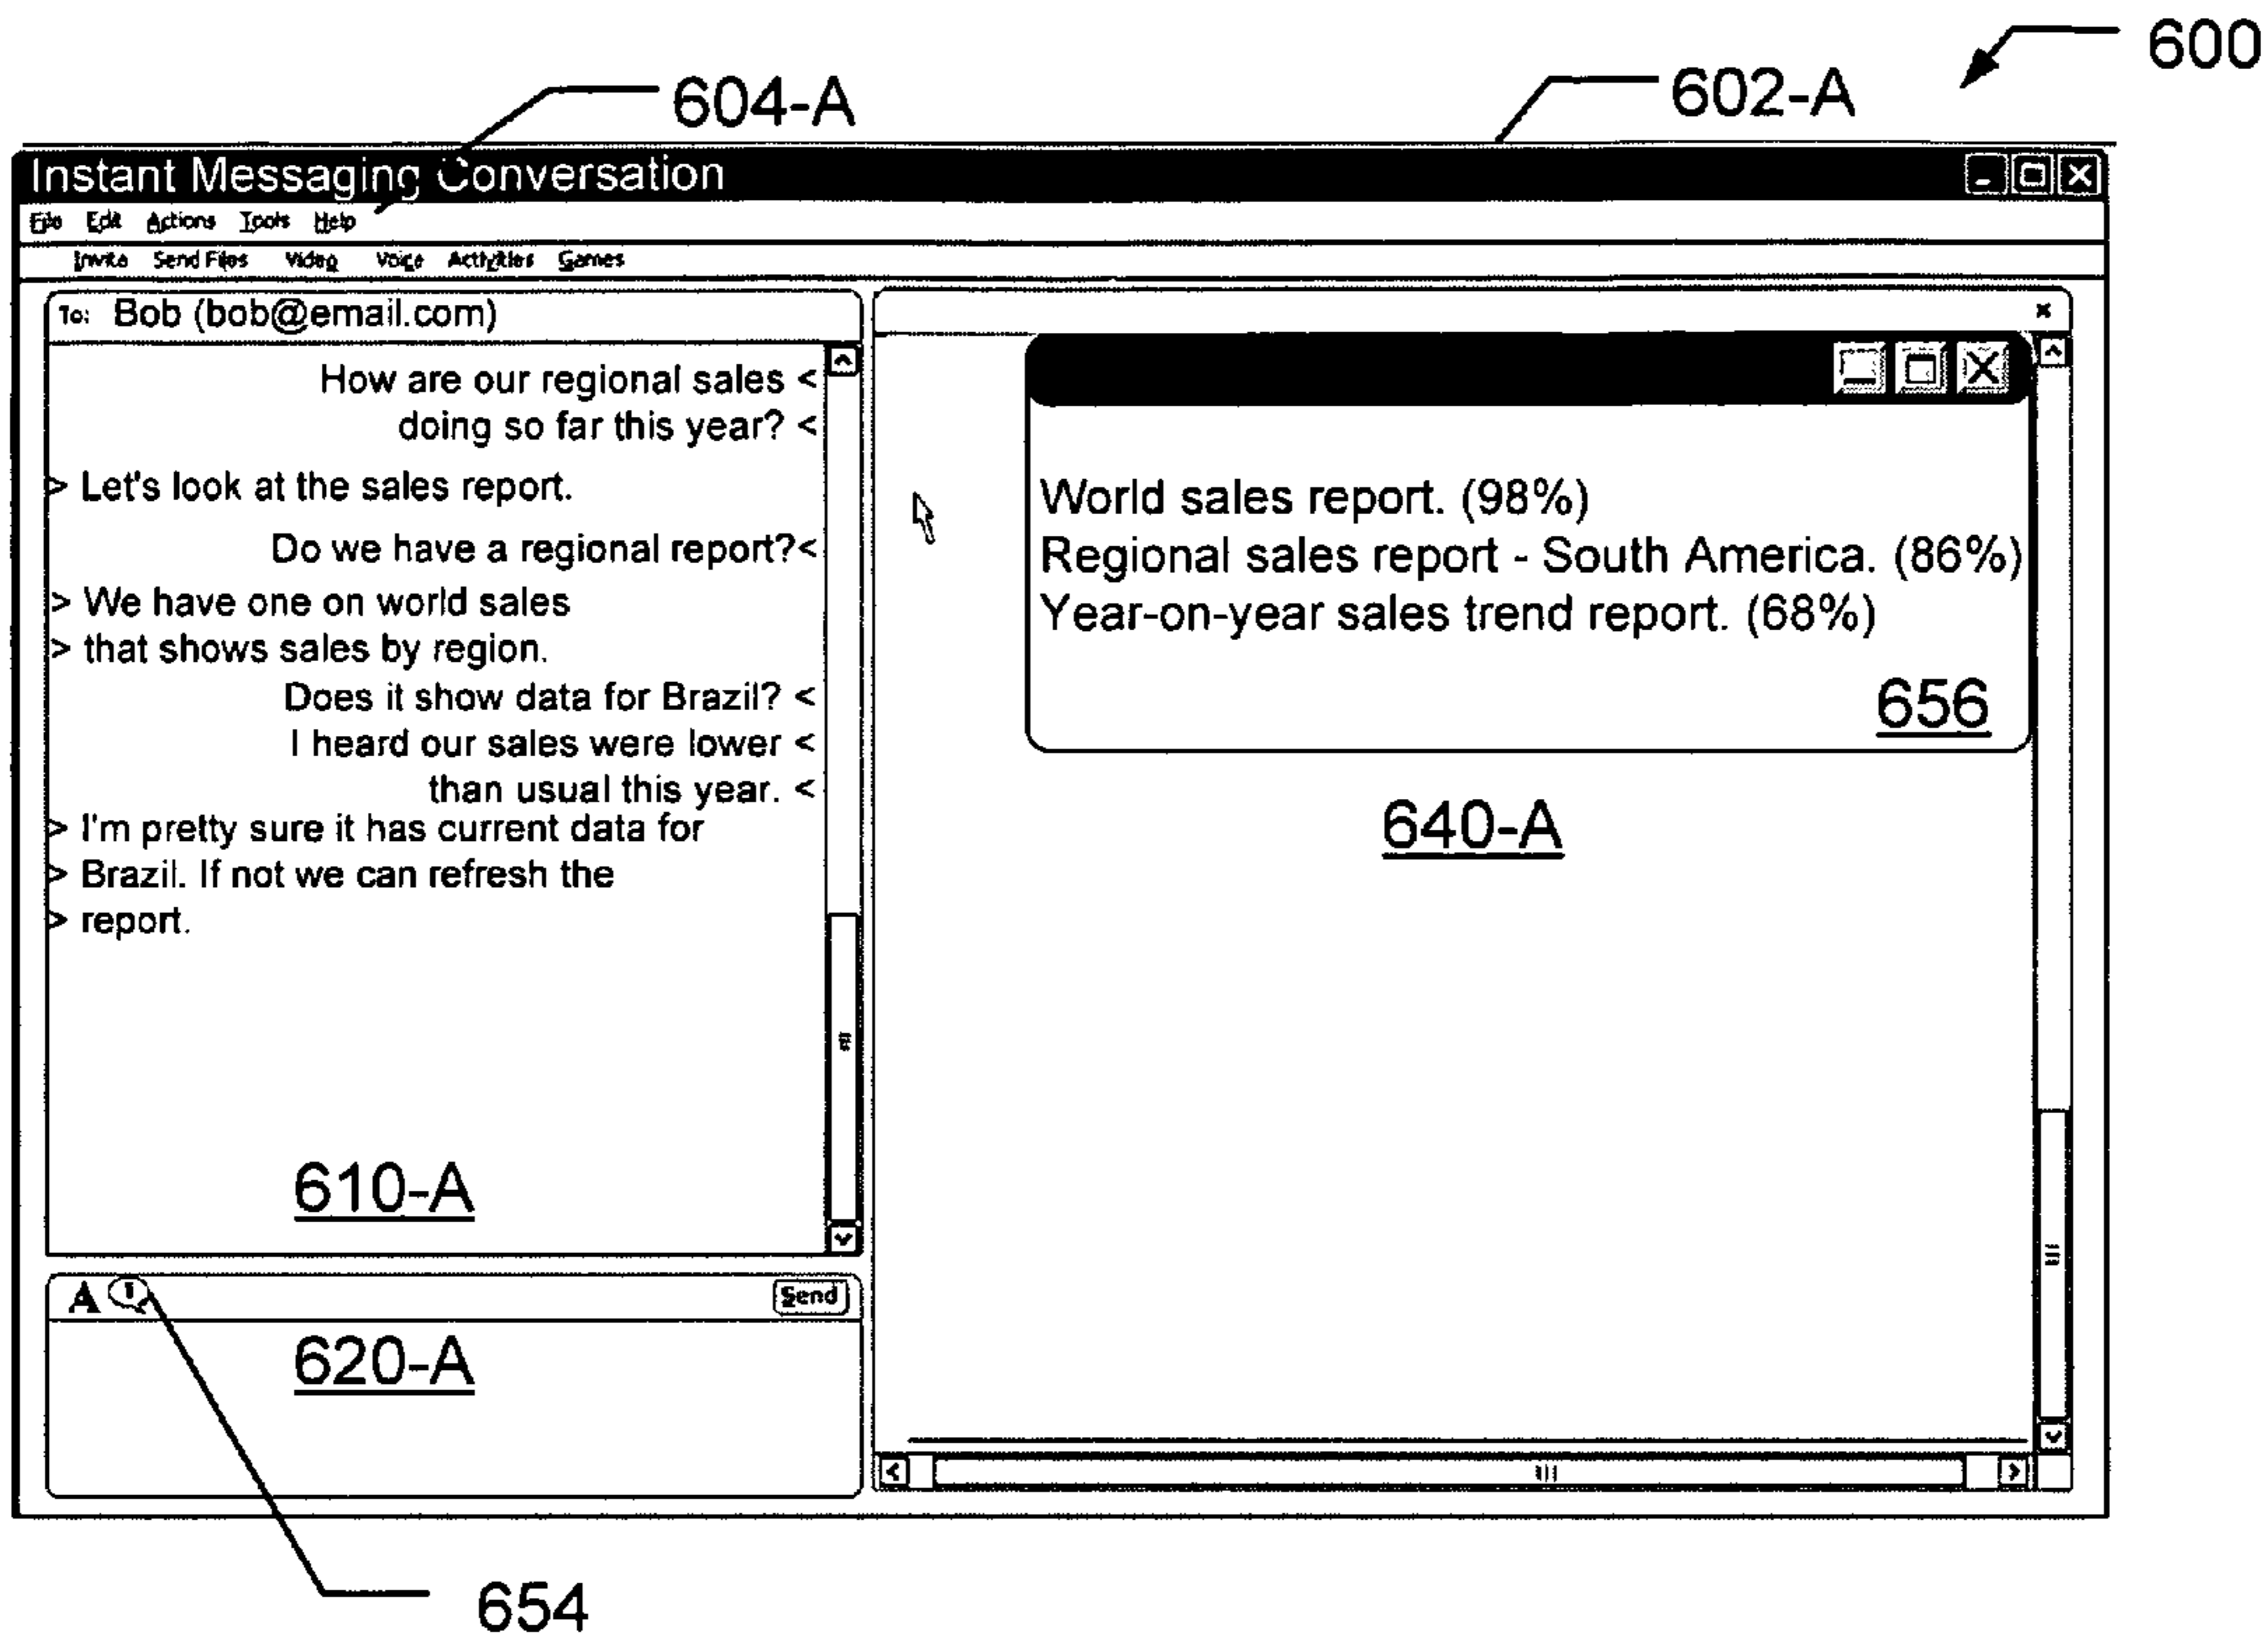 600
604-A
602-A
Instant Messaging Conversation
File Edit Actions Tools Help
Invite Send Files Video Voice Activities Games
To: Bob (bob@email.com)
How are our regional sales <
doing so far this year? <
> Let's look at the sales report.
Do we have a regional report?<
> We have one on world sales
> that shows sales by region.
Does it show data for Brazil? <
I heard our sales were lower <
than usual this year. <
> I'm pretty sure it has current data for
> Brazil. If not we can refresh the
> report.
610-A
A
Send
620-A
x
World sales report. (98%)
Regional sales report - South America. (86%)
Year-on-year sales trend report. (68%)
656
640-A
654